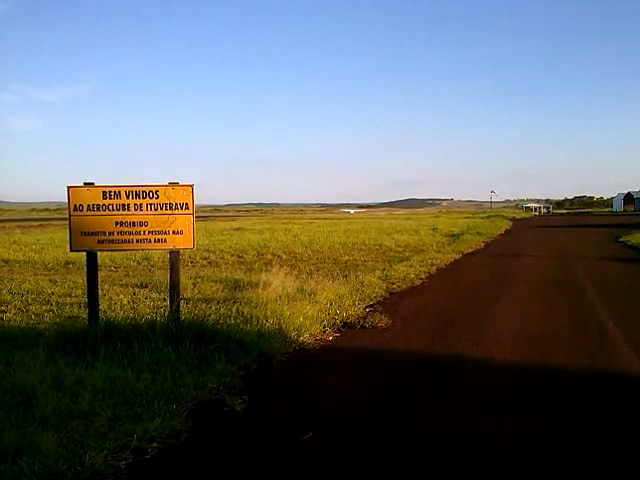 BEM VINDOS
AO AEROCLUBE DE ITUVERAVA
PROIBIDO
TRANSITO DE VEICULOS E PESSOAS NÃO
AUTORIZADAS NESTA ÁREA